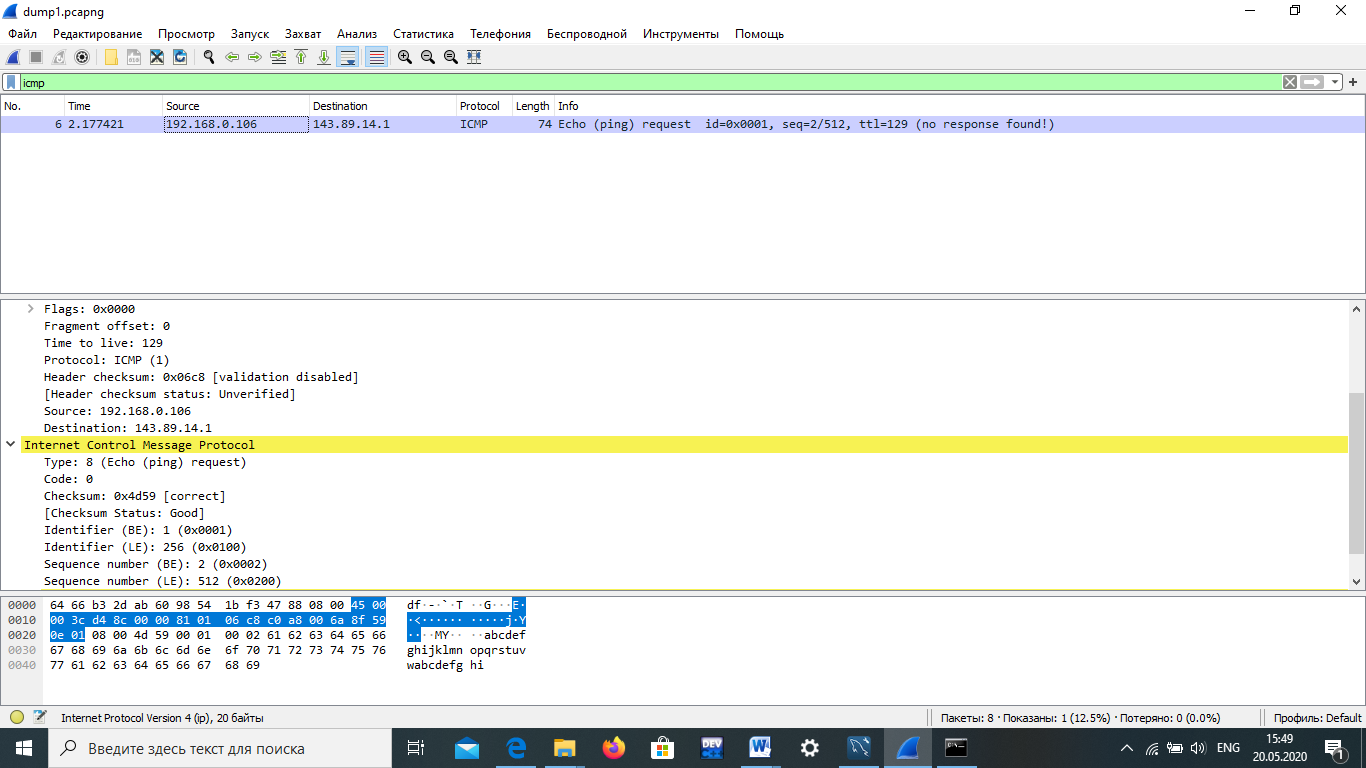 dump1.pcapng
Файл Редактирование Просмотр Запуск Захват Анализ Статистика Телефония Беспроводной Инструменты Помощь
icmp
No. Time Source Destination Protocol Length Info
6 2.177421 192.168.0.106 143.89.14.1 ICMP 74 Echo (ping) request id=0x0001, seq=2/512, ttl=129 (no response found!)
Flags: 0x0000
Fragment offset: 0
Time to live: 129
Protocol: ICMP (1)
Header checksum: 0x06c8 [validation disabled]
[Header checksum status: Unverified]
Source: 192.168.0.106
Destination: 143.89.14.1
Internet Control Message Protocol
Type: 8 (Echo (ping) request)
Code: 0
Checksum: 0x4d59 [correct]
[Checksum Status: Good]
Identifier (BE): 1 (0x0001)
Identifier (LE): 256 (0x0100)
Sequence number (BE): 2 (0x0002)
Sequence number (LE): 512 (0x0200)
0000 64 66 b3 2d ab 60 98 54 1b f3 47 88 08 00 45 00 df·-·`·T ··G···E·
0010 00 3c d4 8c 00 00 81 01 06 c8 c0 a8 00 6a 8f 59 ·<······ ·····j·Y
0020 0e 01 08 00 4d 59 00 01 00 02 61 62 63 64 65 66 ····MY·· ··abcdef
0030 67 68 69 6a 6b 6c 6d 6e 6f 70 71 72 73 74 75 76 ghijklmn opqrstuv
0040 77 61 62 63 64 65 66 67 68 69 wabcdefg hi
Internet Protocol Version 4 (ip), 20 байты Пакеты: 8 · Показаны: 1 (12.5%) · Потеряно: 0 (0.0%) Профиль: Default
Введите здесь текст для поиска
DEV
ENG
15:49
20.05.2020
1